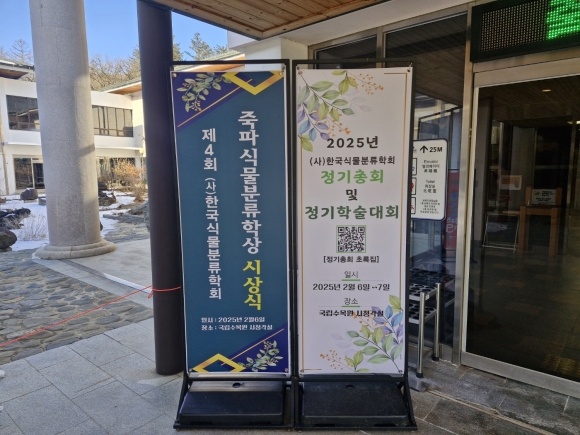 제4회 (사)한국식물분류학회
죽파식물분류학상 시상식
일시 : 2025년 2월6일
장소 : 국립수목원 시청각실
2025년
(사)한국식물분류학회
정기총회
및
정기학술대회
[정기총회 초록집]
일시
2025년 2월 6일~7일
장소
국립수목원 시청각실
25M
Elevator
Toilet
화장실